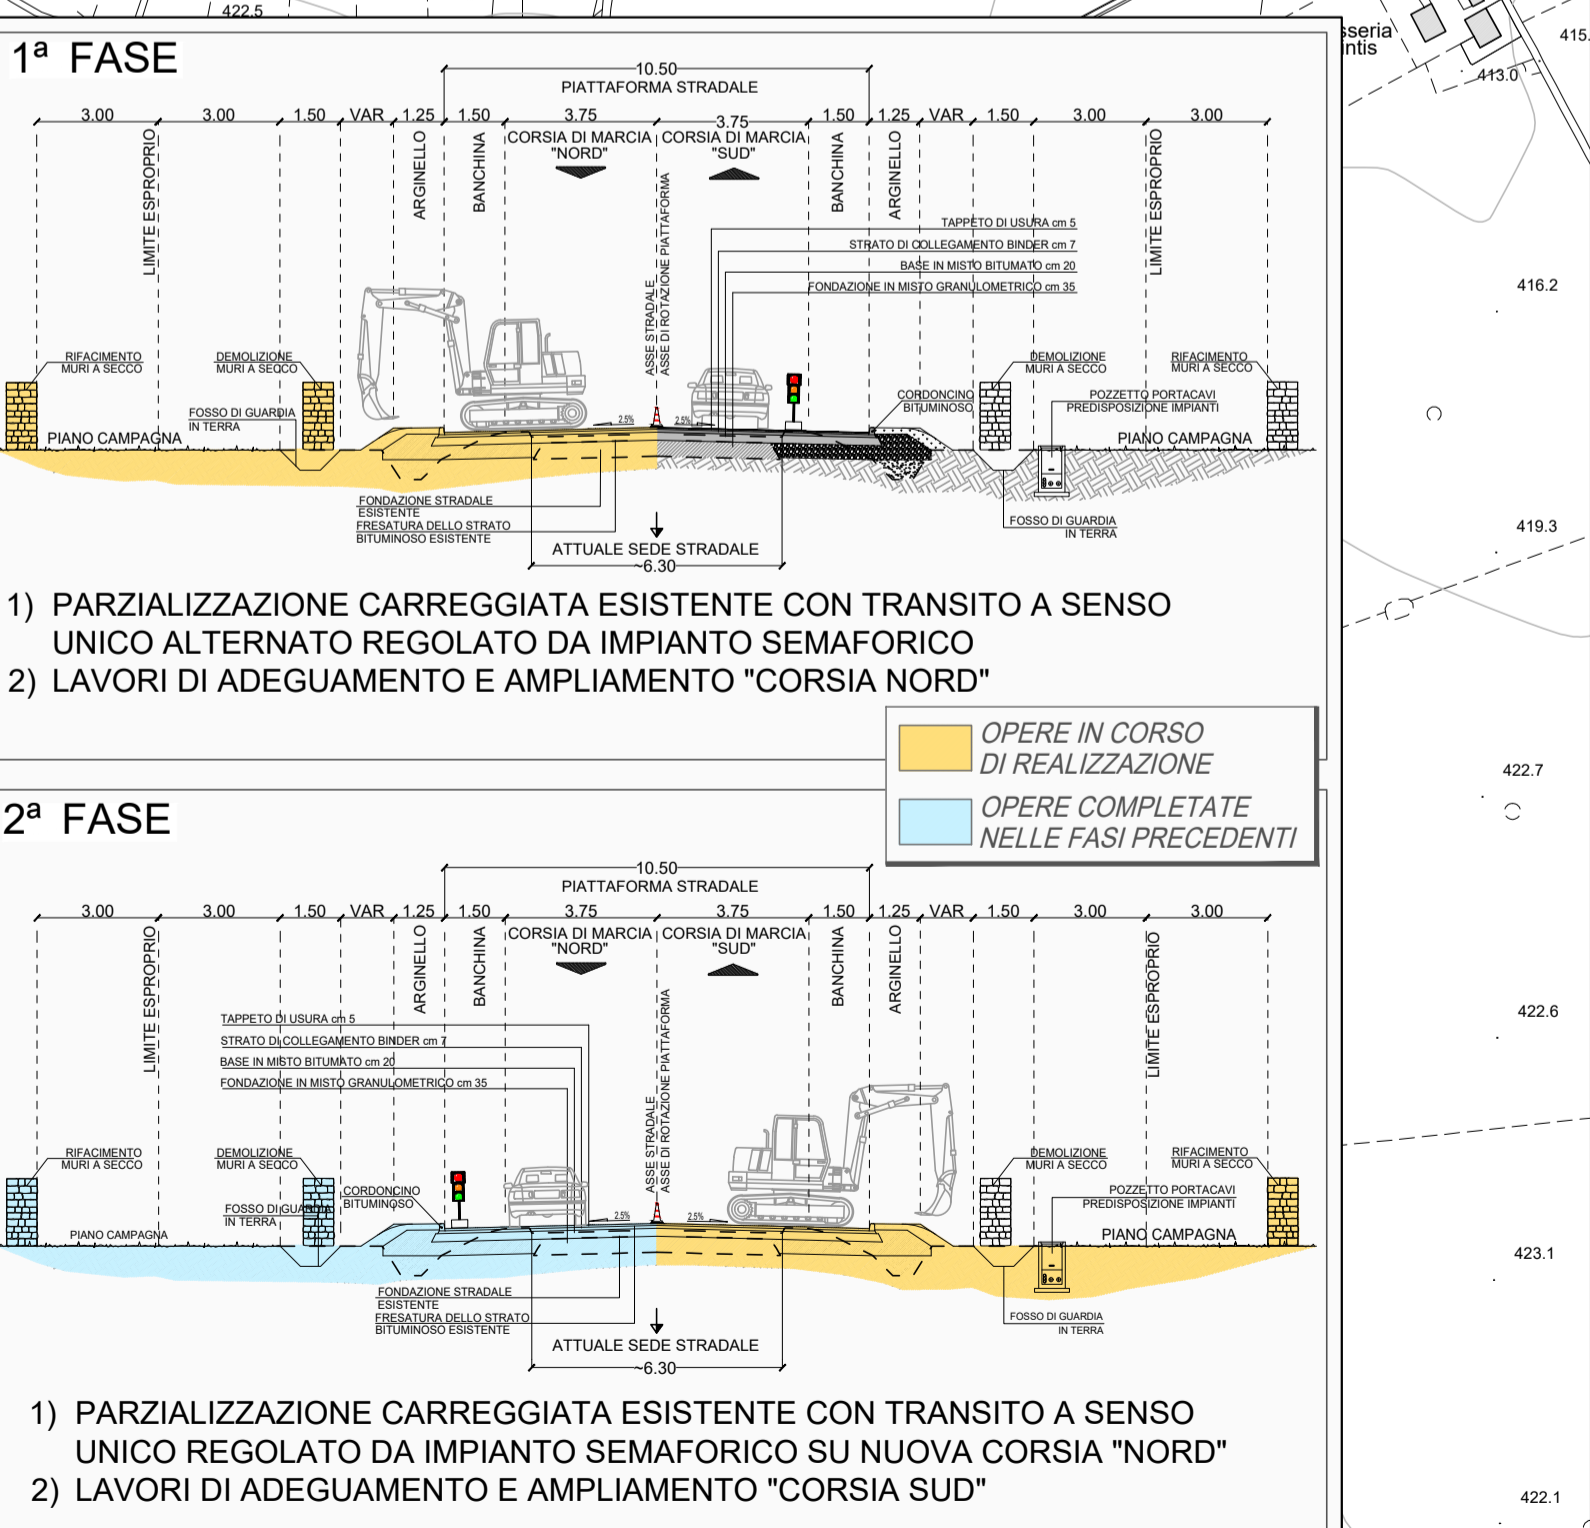 422.5
sseria
intis
415.
413.0
416.2
419.3
422.7
422.6
423.1
422.1
1ª FASE
10.50
PIATTAFORMA STRADALE
3.00 3.00 1.50 VAR 1.25 1.50 3.75 3.75 1.50 1.25 VAR 1.50 3.00 3.00
CORSIA DI MARCIA
"NORD"
CORSIA DI MARCIA
"SUD"
LIMITE ESPROPRIO
ARGINELLO
BANCHINA
ASSE STRADALE
ASSE DI ROTAZIONE PIATTAFORMA
BANCHINA
ARGINELLO
LIMITE ESPROPRIO
TAPPETO DI USURA cm 5
STRATO DI COLLEGAMENTO BINDER cm 7
BASE IN MISTO BITUMATO cm 20
FONDAZIONE IN MISTO GRANULOMETRICO cm 35
RIFACIMENTO
MURI A SECCO
DEMOLIZIONE
MURI A SECCO
FOSSO DI GUARDIA
IN TERRA
PIANO CAMPAGNA
2.5%
2.5%
CORDONCINO
BITUMINOSO
DEMOLIZIONE
MURI A SECCO
RIFACIMENTO
MURI A SECCO
POZZETTO PORTACAVI
PREDISPOSIZIONE IMPIANTI
PIANO CAMPAGNA
FONDAZIONE STRADALE
ESISTENTE
FRESATURA DELLO STRATO
BITUMINOSO ESISTENTE
FOSSO DI GUARDIA
IN TERRA
ATTUALE SEDE STRADALE
~6.30
1) PARZIALIZZAZIONE CARREGGIATA ESISTENTE CON TRANSITO A SENSO
UNICO ALTERNATO REGOLATO DA IMPIANTO SEMAFORICO
2) LAVORI DI ADEGUAMENTO E AMPLIAMENTO "CORSIA NORD"
OPERE IN CORSO
DI REALIZZAZIONE
OPERE COMPLETATE
NELLE FASI PRECEDENTI
2ª FASE
10.50
PIATTAFORMA STRADALE
3.00 3.00 1.50 VAR 1.25 1.50 3.75 3.75 1.50 1.25 VAR 1.50 3.00 3.00
CORSIA DI MARCIA
"NORD"
CORSIA DI MARCIA
"SUD"
LIMITE ESPROPRIO
ARGINELLO
BANCHINA
ASSE STRADALE
ASSE DI ROTAZIONE PIATTAFORMA
BANCHINA
ARGINELLO
LIMITE ESPROPRIO
TAPPETO DI USURA cm 5
STRATO DI COLLEGAMENTO BINDER cm 7
BASE IN MISTO BITUMATO cm 20
FONDAZIONE IN MISTO GRANULOMETRICO cm 35
RIFACIMENTO
MURI A SECCO
DEMOLIZIONE
MURI A SECCO
FOSSO DI GUARDIA
IN TERRA
CORDONCINO
BITUMINOSO
PIANO CAMPAGNA
2.5%
2.5%
DEMOLIZIONE
MURI A SECCO
RIFACIMENTO
MURI A SECCO
POZZETTO PORTACAVI
PREDISPOSIZIONE IMPIANTI
PIANO CAMPAGNA
FONDAZIONE STRADALE
ESISTENTE
FRESATURA DELLO STRATO
BITUMINOSO ESISTENTE
FOSSO DI GUARDIA
IN TERRA
ATTUALE SEDE STRADALE
~6.30
1) PARZIALIZZAZIONE CARREGGIATA ESISTENTE CON TRANSITO A SENSO
UNICO REGOLATO DA IMPIANTO SEMAFORICO SU NUOVA CORSIA "NORD"
2) LAVORI DI ADEGUAMENTO E AMPLIAMENTO "CORSIA SUD"